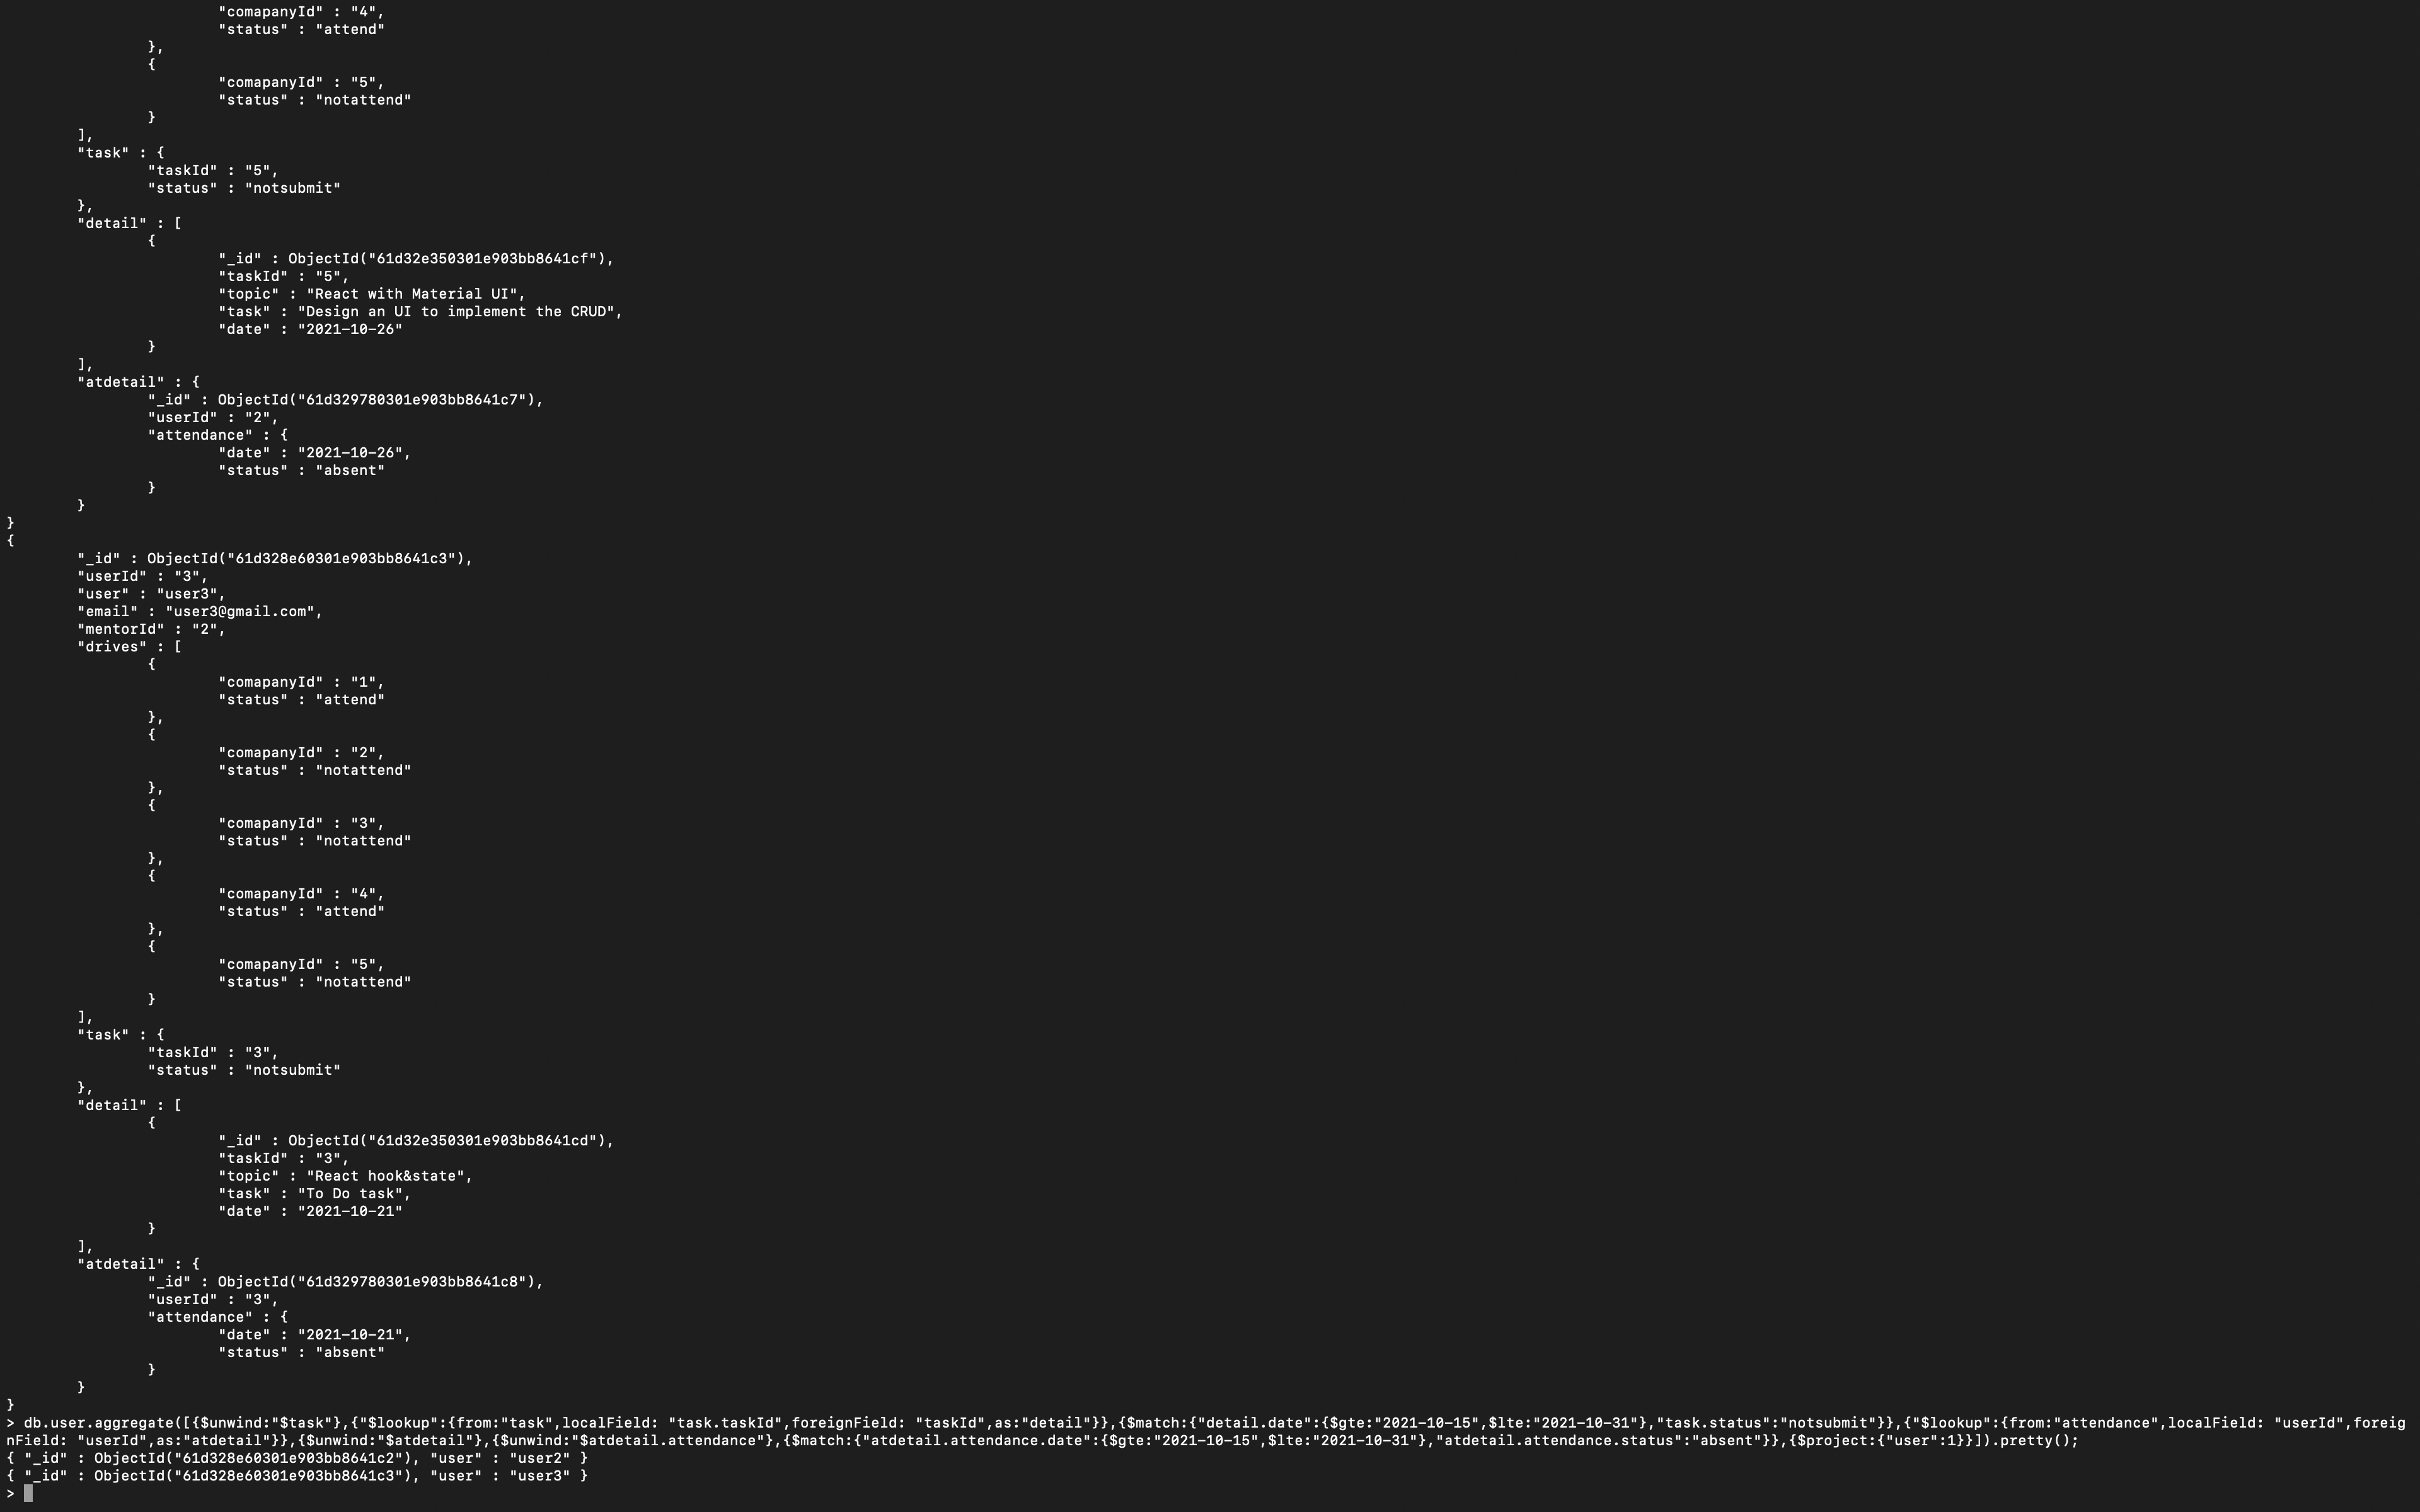 "comapanyId" : "4",
                        "status" : "attend"
                },
                {
                        "comapanyId" : "5",
                        "status" : "notattend"
                }
        ],
        "task" : {
                "taskId" : "5",
                "status" : "notsubmit"
        },
        "detail" : [
                {
                        "_id" : ObjectId("61d32e350301e903bb8641cf"),
                        "taskId" : "5",
                        "topic" : "React with Material UI",
                        "task" : "Design an UI to implement the CRUD",
                        "date" : "2021-10-26"
                }
        ],
        "atdetail" : {
                "_id" : ObjectId("61d329780301e903bb8641c7"),
                "userId" : "2",
                "attendance" : {
                        "date" : "2021-10-26",
                        "status" : "absent"
                }
        }
}
{
        "_id" : ObjectId("61d328e60301e903bb8641c3"),
        "userId" : "3",
        "user" : "user3",
        "email" : "user3@gmail.com",
        "mentorId" : "2",
        "drives" : [
                {
                        "comapanyId" : "1",
                        "status" : "attend"
                },
                {
                        "comapanyId" : "2",
                        "status" : "notattend"
                },
                {
                        "comapanyId" : "3",
                        "status" : "notattend"
                },
                {
                        "comapanyId" : "4",
                        "status" : "attend"
                },
                {
                        "comapanyId" : "5",
                        "status" : "notattend"
                }
        ],
        "task" : {
                "taskId" : "3",
                "status" : "notsubmit"
        },
        "detail" : [
                {
                        "_id" : ObjectId("61d32e350301e903bb8641cd"),
                        "taskId" : "3",
                        "topic" : "React hook&state",
                        "task" : "To Do task",
                        "date" : "2021-10-21"
                }
        ],
        "atdetail" : {
                "_id" : ObjectId("61d329780301e903bb8641c8"),
                "userId" : "3",
                "attendance" : {
                        "date" : "2021-10-21",
                        "status" : "absent"
                }
        }
}
> db.user.aggregate([{$unwind:"$task"},{"$lookup":{from:"task",localField: "task.taskId",foreignField: "taskId",as:"detail"}},{$match:{"detail.date":{$gte:"2021-10-15",$lte:"2021-10-31"},"task.status":"notsubmit"}},{"$lookup":{from:"attendance",localField: "userId",foreig
nField: "userId",as:"atdetail"}},{$unwind:"$atdetail"},{$unwind:"$atdetail.attendance"},{$match:{"atdetail.attendance.date":{$gte:"2021-10-15",$lte:"2021-10-31"},"atdetail.attendance.status":"absent"}},{$project:{"user":1}}]).pretty();
{ "_id" : ObjectId("61d328e60301e903bb8641c2"), "user" : "user2" }
{ "_id" : ObjectId("61d328e60301e903bb8641c3"), "user" : "user3" }
>